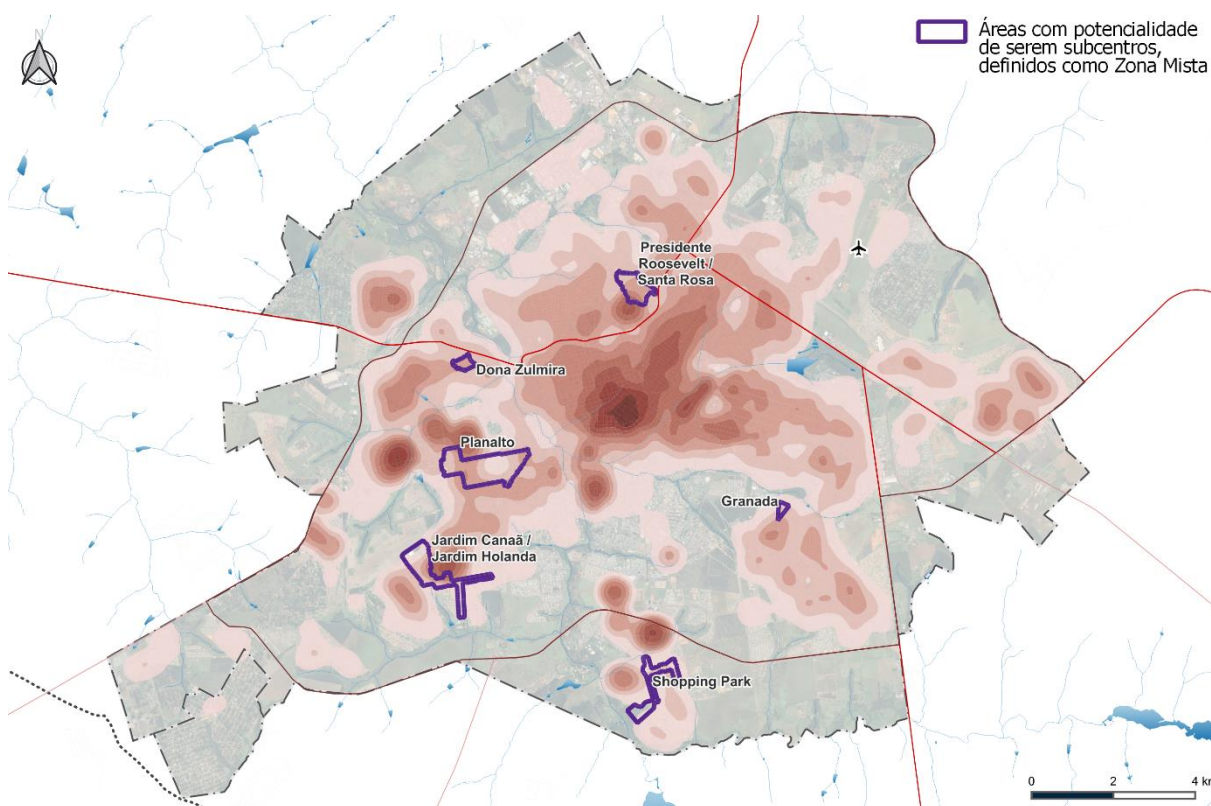 Áreas com potencialidade
de serem subcentros,
definidos como Zona Mista
N
Presidente
Roosevelt /
Santa Rosa
Dona Zulmira
Planalto
Granada
Jardim Canaã /
Jardim Holanda
Shopping Park
0 2 4 km